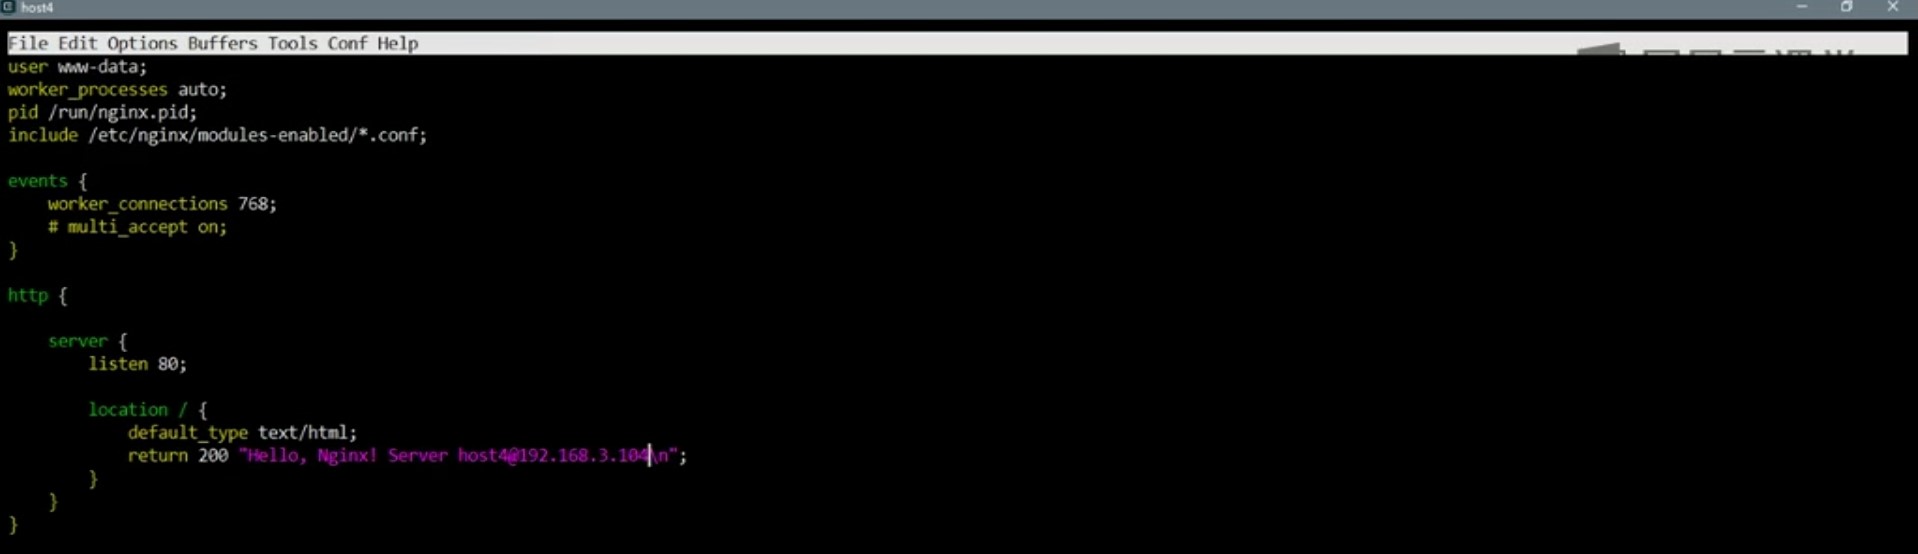 host4
File Edit Options Buffers Tools Conf Help
user www-data;
worker_processes auto;
pid /run/nginx.pid;
include /etc/nginx/modules-enabled/*.conf;
events {
    worker_connections 768;
    # multi_accept on;
}
http {
    server {
        listen 80;
        location / {
            default_type text/html;
            return 200 "Hello, Nginx! Server host4@192.168.3.104\n";
        }
    }
}